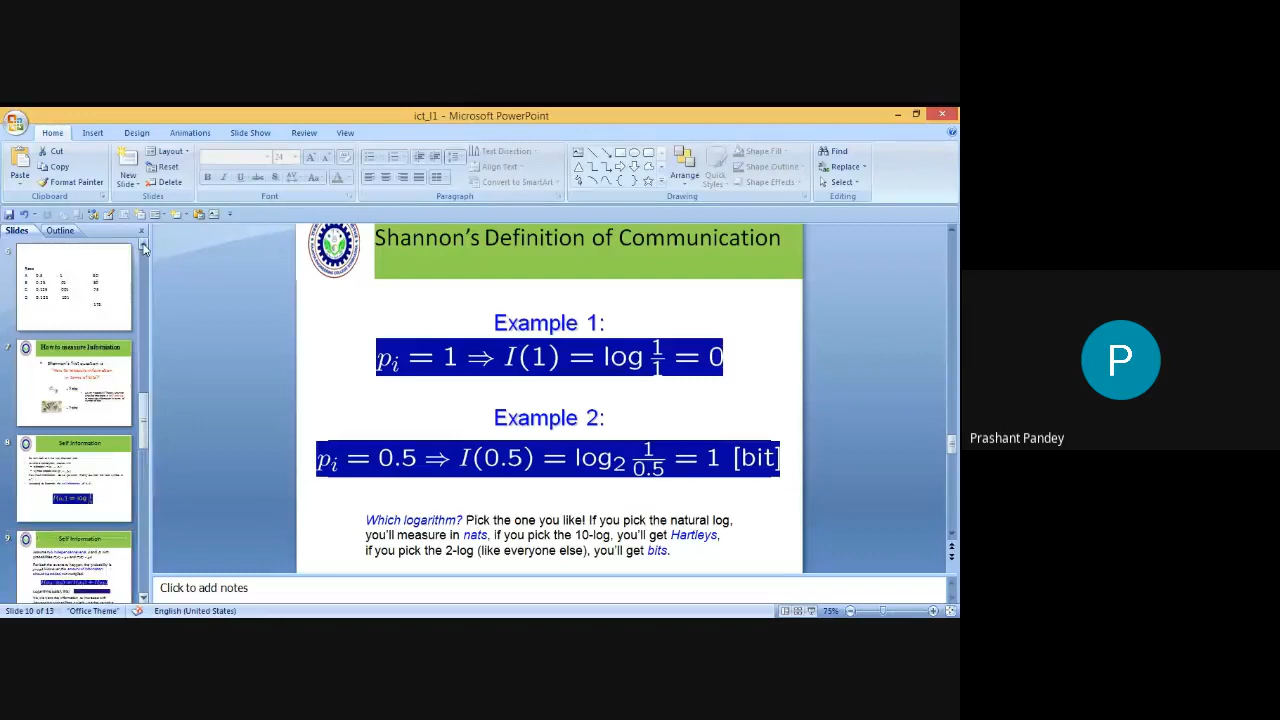 ict_l1 - Microsoft PowerPoint
Home Insert Design Animations Slide Show Review View
Paste
Cut
Copy
Format Painter
Clipboard
New Slide
Layout
Reset
Delete
Slides
24
Font
Text Direction
Align Text
Convert to SmartArt
Paragraph
Arrange
Quick Styles
Shape Fill
Shape Outline
Shape Effects
Drawing
Find
Replace
Select
Editing
Slides Outline
7
How to measure Information
8
Self Information
9
Self Information
Shannon's Definition of Communication
Example 1:
pᵢ = 1 ⇒ I(1) = log 1/1 = 0
Example 2:
pᵢ = 0.5 ⇒ I(0.5) = log₂ 1/0.5 = 1 [bit]
Which logarithm? Pick the one you like! If you pick the natural log,
you'll measure in nats, if you pick the 10-log, you'll get Hartleys,
if you pick the 2-log (like everyone else), you'll get bits.
Click to add notes
Slide 10 of 13 "Office Theme" English (United States) 75%
P
Prashant Pandey